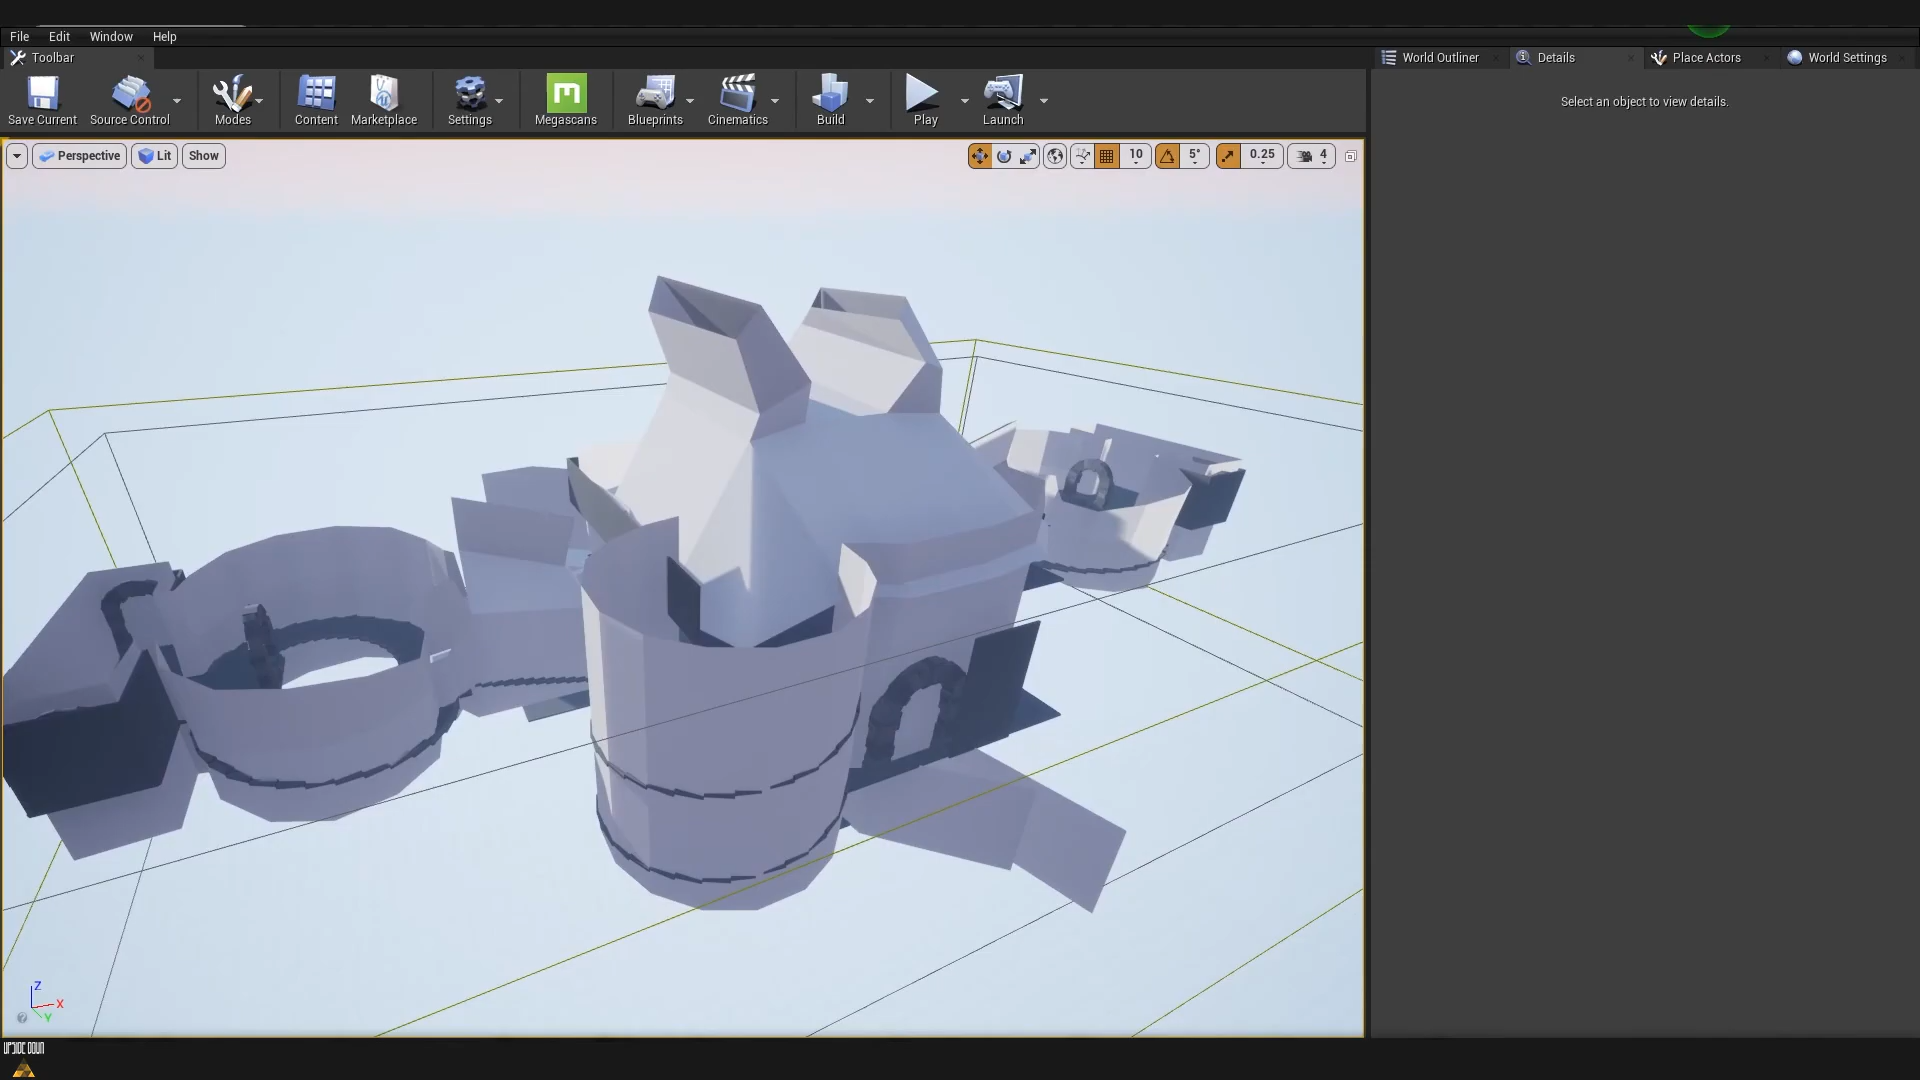 File Edit Window Help
Toolbar
World Outliner Details Place Actors World Settings
Save Current Source Control Modes Content Marketplace Settings Megascans Blueprints Cinematics Build Play Launch
Select an object to view details.
Perspective Lit Show 10 5° 0.25 4
Z
X
Y
UPSIDE DOWN